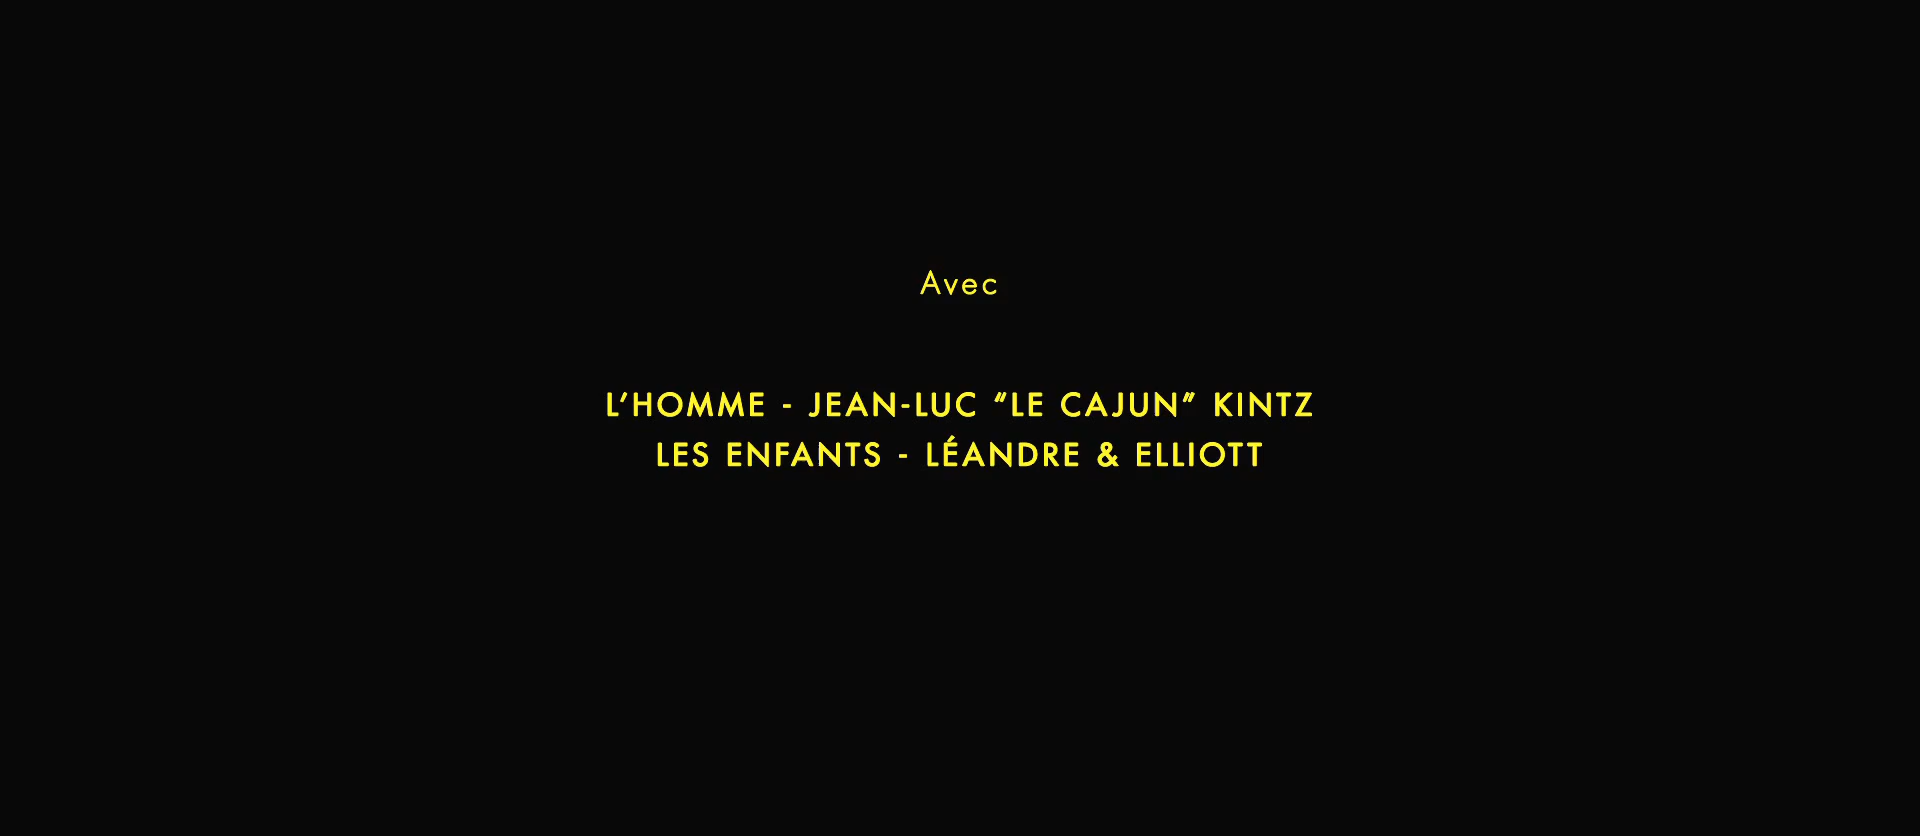 Avec
L’HOMME - JEAN-LUC “LE CAJUN” KINTZ
LES ENFANTS - LÉANDRE & ELLIOTT